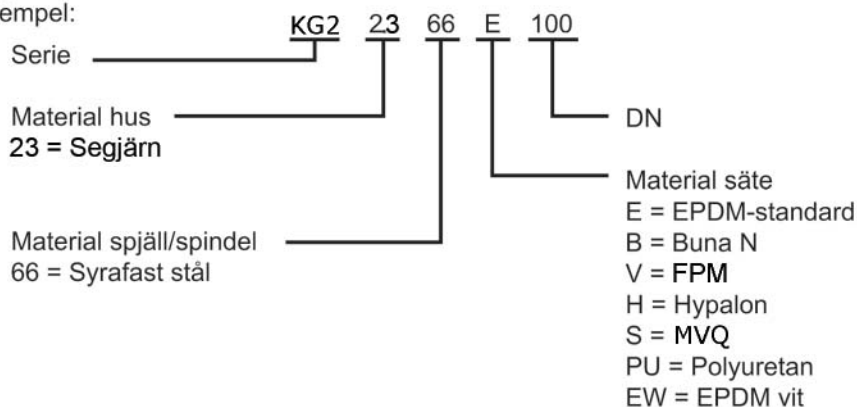 empel:
KG2 23 66 E 100
Serie
Material hus
23 = Segjärn
DN
Material säte
E = EPDM-standard
B = Buna N
V = FPM
H = Hypalon
S = MVQ
PU = Polyuretan
EW = EPDM vit
Material spjäll/spindel
66 = Syrafast stål